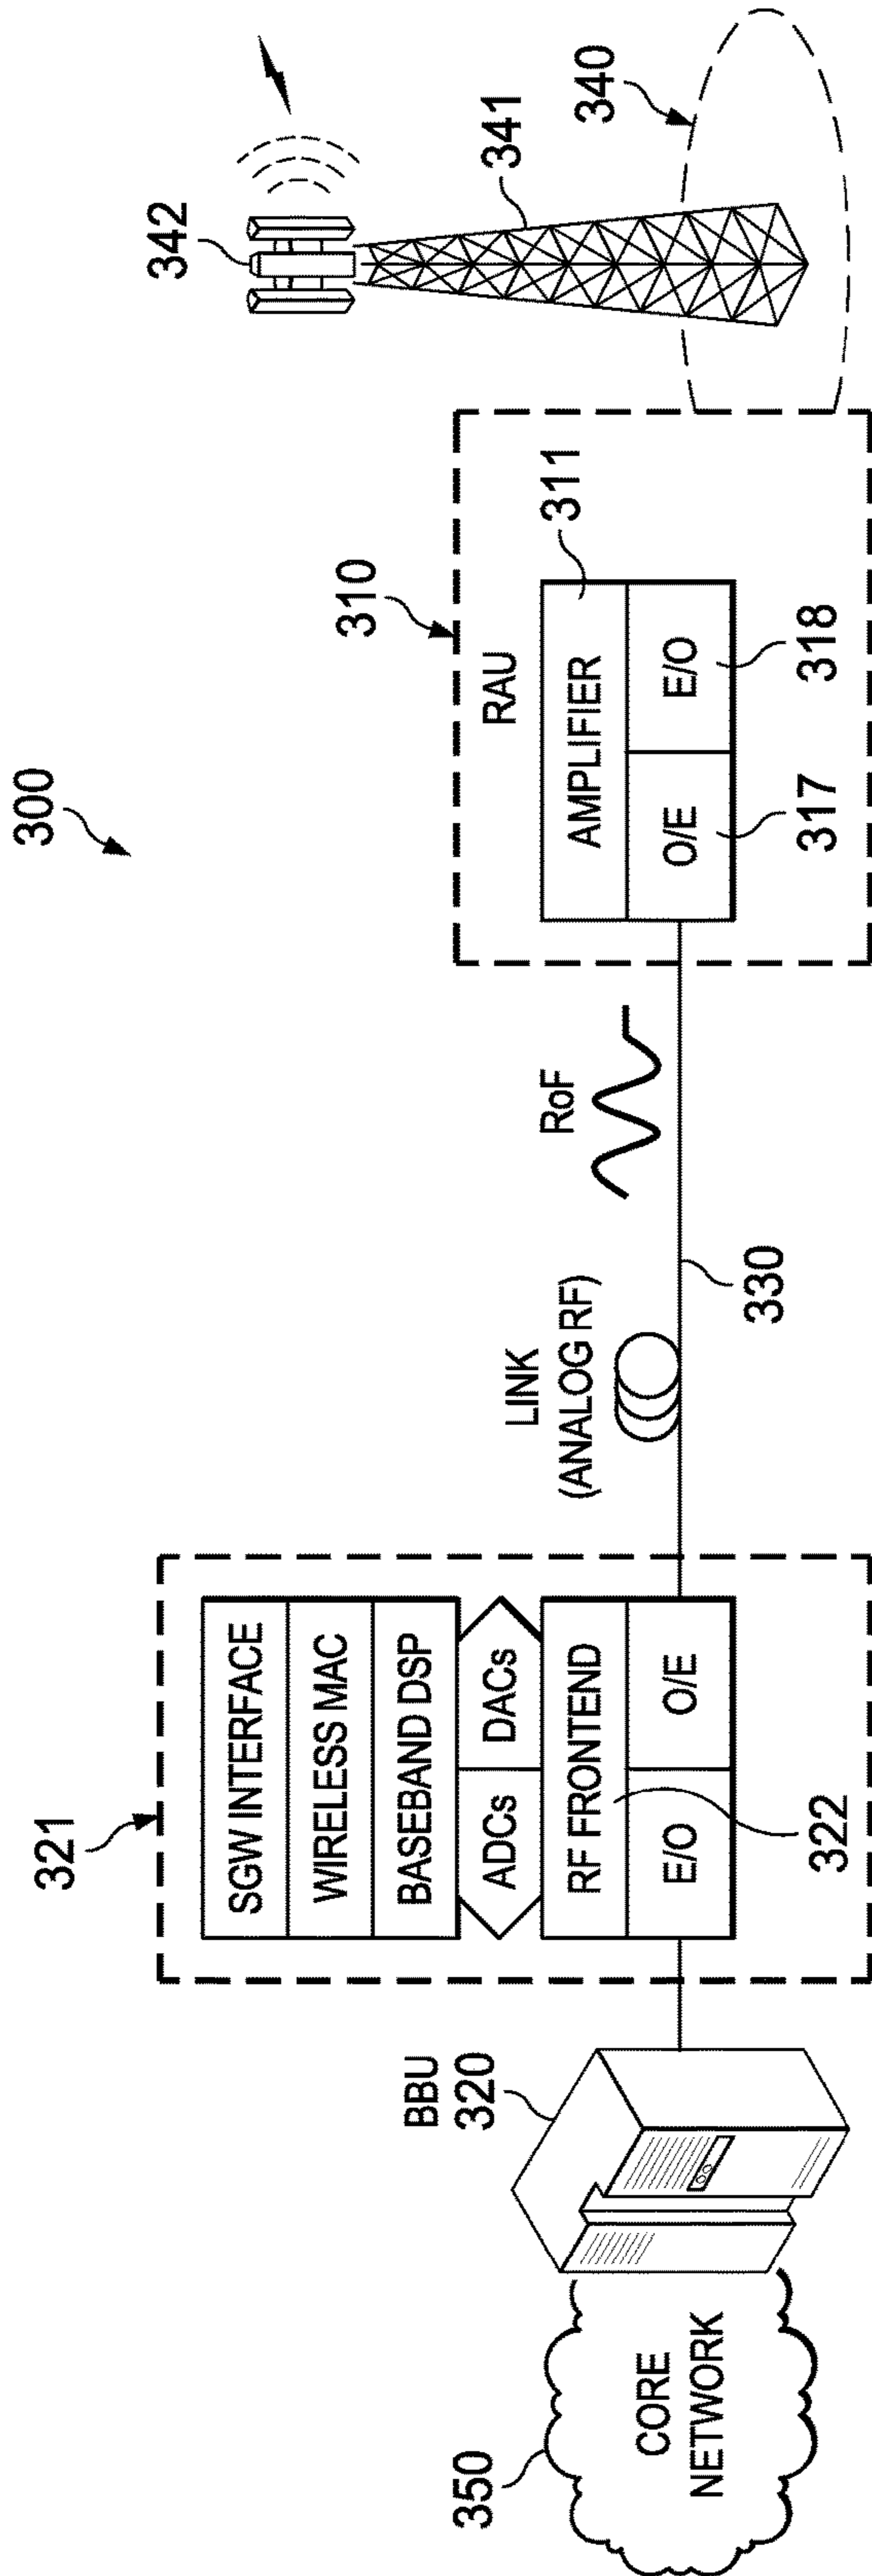 300
350
CORE
NETWORK
BBU
320
321
SGW INTERFACE
WIRELESS MAC
BASEBAND DSP
ADCs
DACs
RF FRONTEND
E/O
O/E
322
LINK
(ANALOG RF)
330
RoF
310
RAU
AMPLIFIER
311
O/E
E/O
317
318
342
341
340